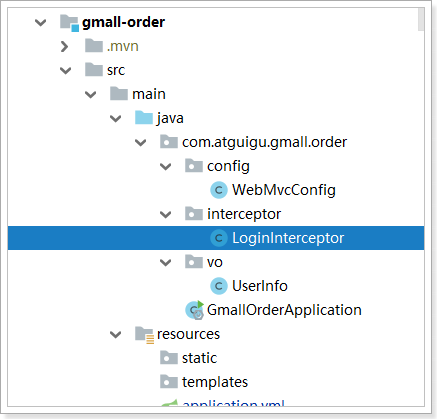 gmall-order
.mvn
src
main
java
com.atguigu.gmall.order
config
WebMvcConfig
interceptor
LoginInterceptor
vo
UserInfo
GmallOrderApplication
resources
static
templates
application.yml